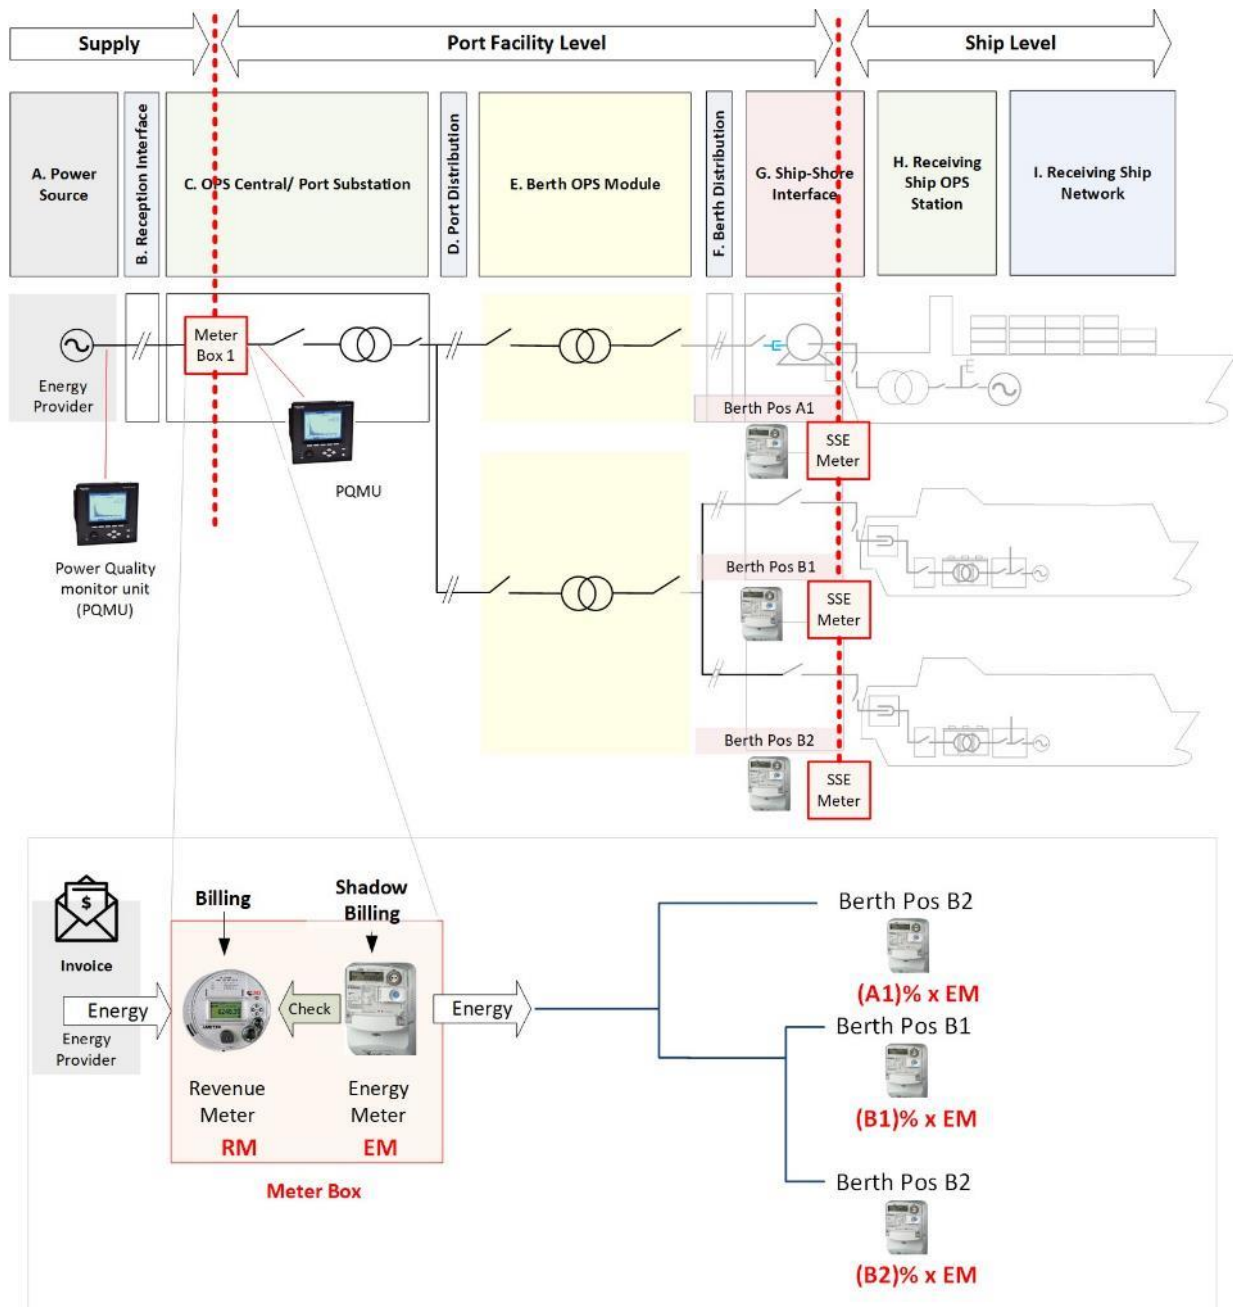 Supply
Port Facility Level
Ship Level
A. Power
Source
B. Reception Interface
C. OPS Central/ Port Substation
D. Port Distribution
E. Berth OPS Module
F. Berth Distribution
G. Ship-Shore
Interface
H. Receiving
Ship OPS
Station
I. Receiving Ship
Network
Meter
Box 1
Energy
Provider
PQMU
Power Quality
monitor unit
(PQMU)
Berth Pos A1
SSE
Meter
Berth Pos B1
SSE
Meter
Berth Pos B2
SSE
Meter
$
Invoice
Energy
Energy
Provider
Billing
Shadow
Billing
Check
Revenue
Meter
RM
Energy
Meter
EM
Meter Box
Energy
Berth Pos B2
(A1)% x EM
Berth Pos B1
(B1)% x EM
Berth Pos B2
(B2)% x EM